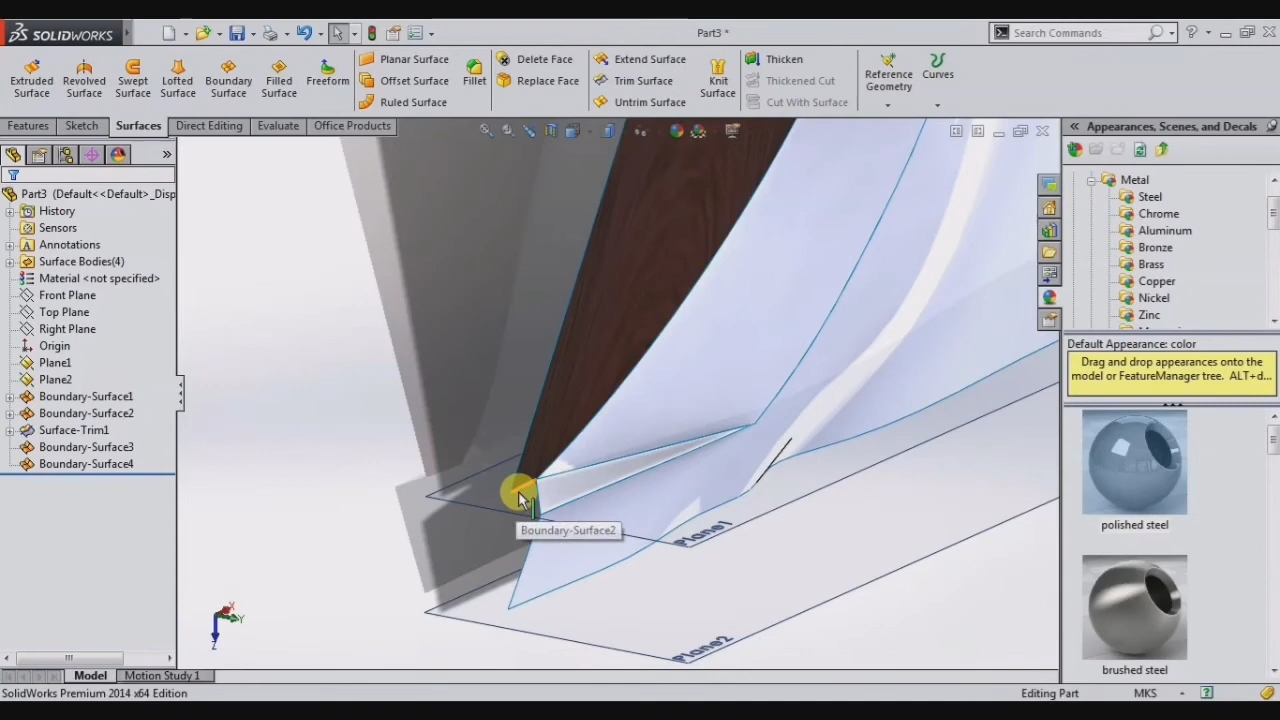 SOLIDWORKS
Part3 *
Search Commands
Extruded Surface
Revolved Surface
Swept Surface
Lofted Surface
Boundary Surface
Filled Surface
Freeform
Planar Surface
Offset Surface
Ruled Surface
Fillet
Delete Face
Replace Face
Extend Surface
Trim Surface
Untrim Surface
Knit Surface
Thicken
Thickened Cut
Cut With Surface
Reference Geometry
Curves
Features
Sketch
Surfaces
Direct Editing
Evaluate
Office Products
Part3 (Default<<Default>_Disp
History
Sensors
Annotations
Surface Bodies(4)
Material <not specified>
Front Plane
Top Plane
Right Plane
Origin
Plane1
Plane2
Boundary-Surface1
Boundary-Surface2
Surface-Trim1
Boundary-Surface3
Boundary-Surface4
Boundary-Surface2
Plane1
Plane2
X
Y
Z
Appearances, Scenes, and Decals
Metal
Steel
Chrome
Aluminum
Bronze
Brass
Copper
Nickel
Zinc
Default Appearance: color
Drag and drop appearances onto the
model or FeatureManager tree. ALT+d...
polished steel
brushed steel
Model
Motion Study 1
SolidWorks Premium 2014 x64 Edition
Editing Part
MKS